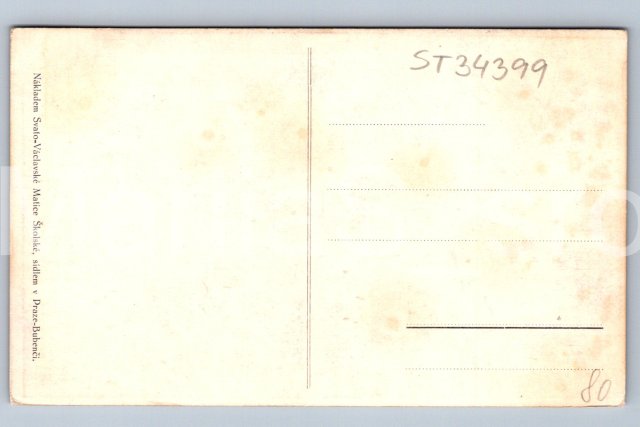 ST34399
Nákladem Svato-Václavské Matice Školské, sídlem v Praze-Bubenči.
80